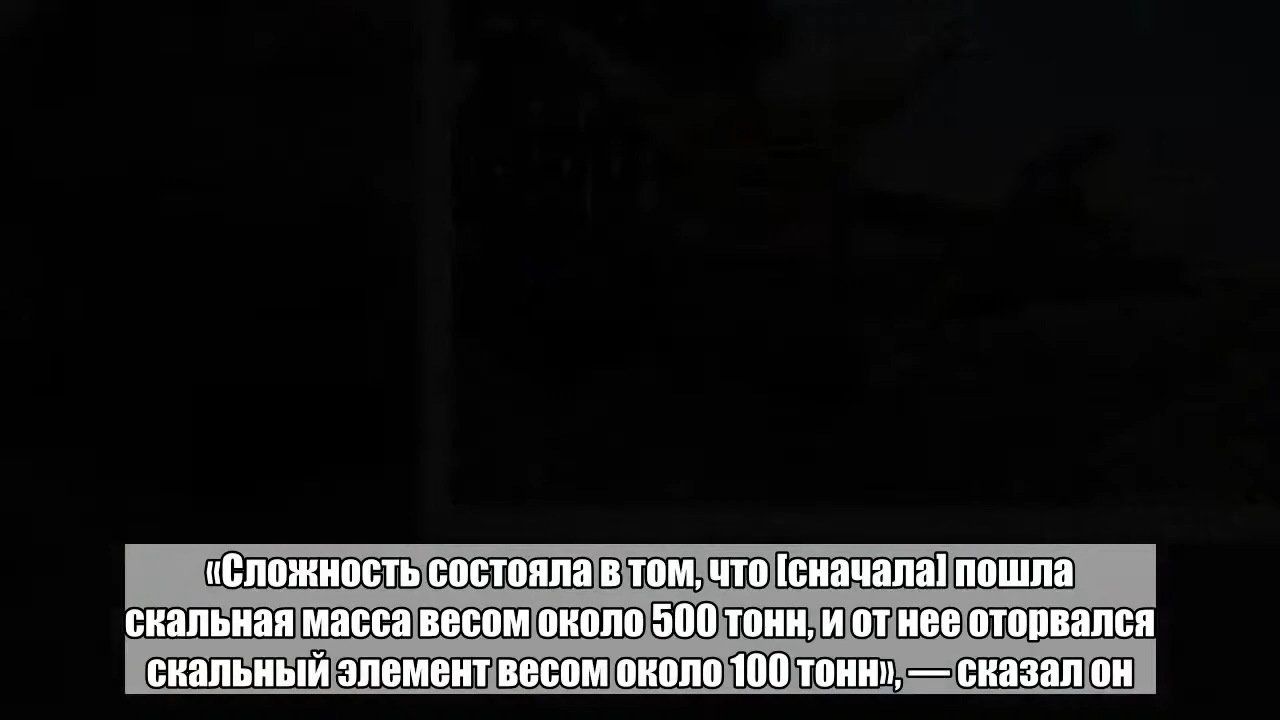 «Сложность состояла в том, что [сначала] пошла
скальная масса весом около 500 тонн, и от нее оторвался
скальный элемент весом около 100 тонн», — сказал он